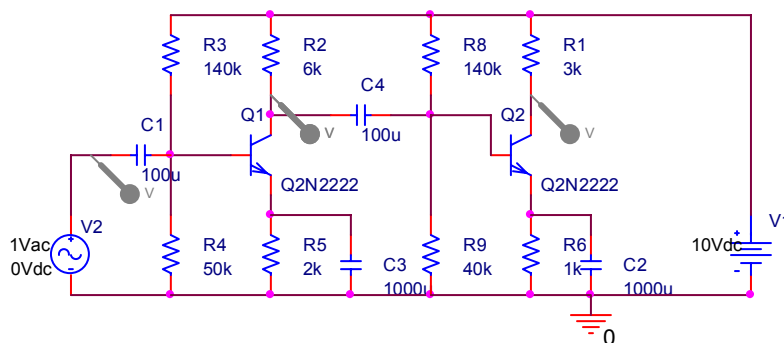 R3
140k
R2
6k
R8
140k
R1
3k
C1
100u
Q1
C4
100u
Q2
V
V
V
Q2N2222
Q2N2222
V2
1Vac
0Vdc
R4
50k
R5
2k
C3
1000u
R9
40k
R6
1k
C2
1000u
10Vdc
0